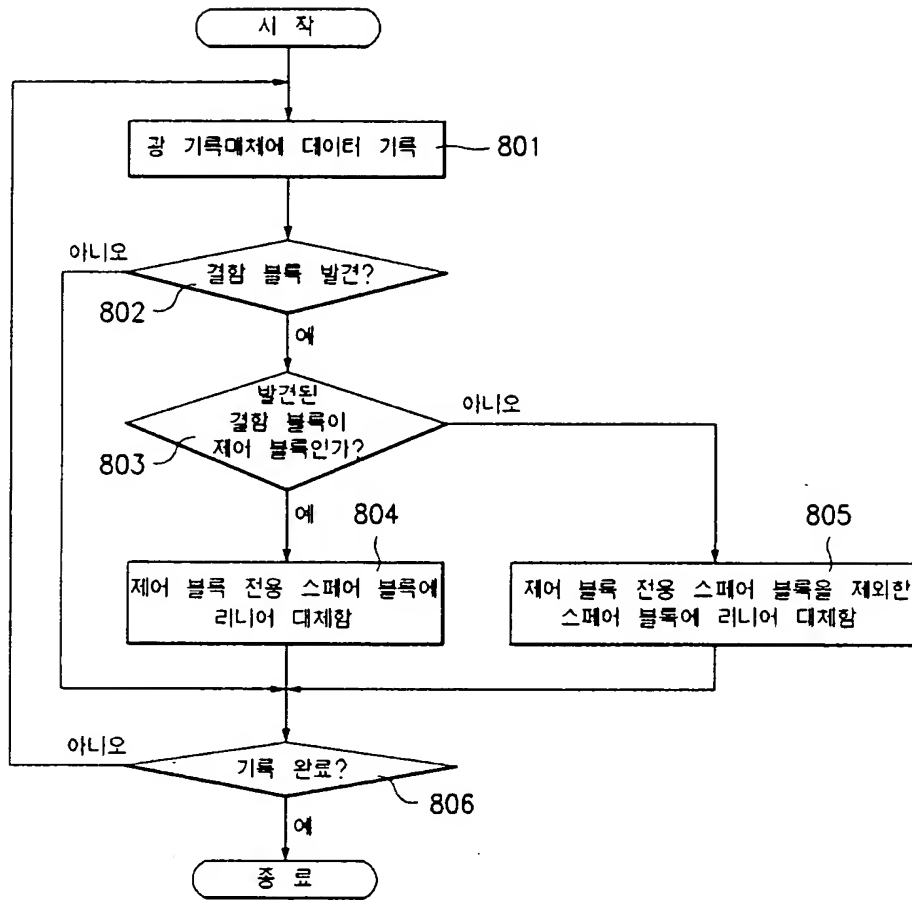 시 작
광 기록매체에 데이터 기록
801
아니오
결함 블록 발견?
802
예
발견된
결함 블록이
제어 블록인가?
아니오
803
예
804
805
제어 블록 전용 스페어 블록에
리니어 대체함
제어 블록 전용 스페어 블록을 제외한
스페어 블록에 리니어 대체함
아니오
기록 완료?
806
예
종 료